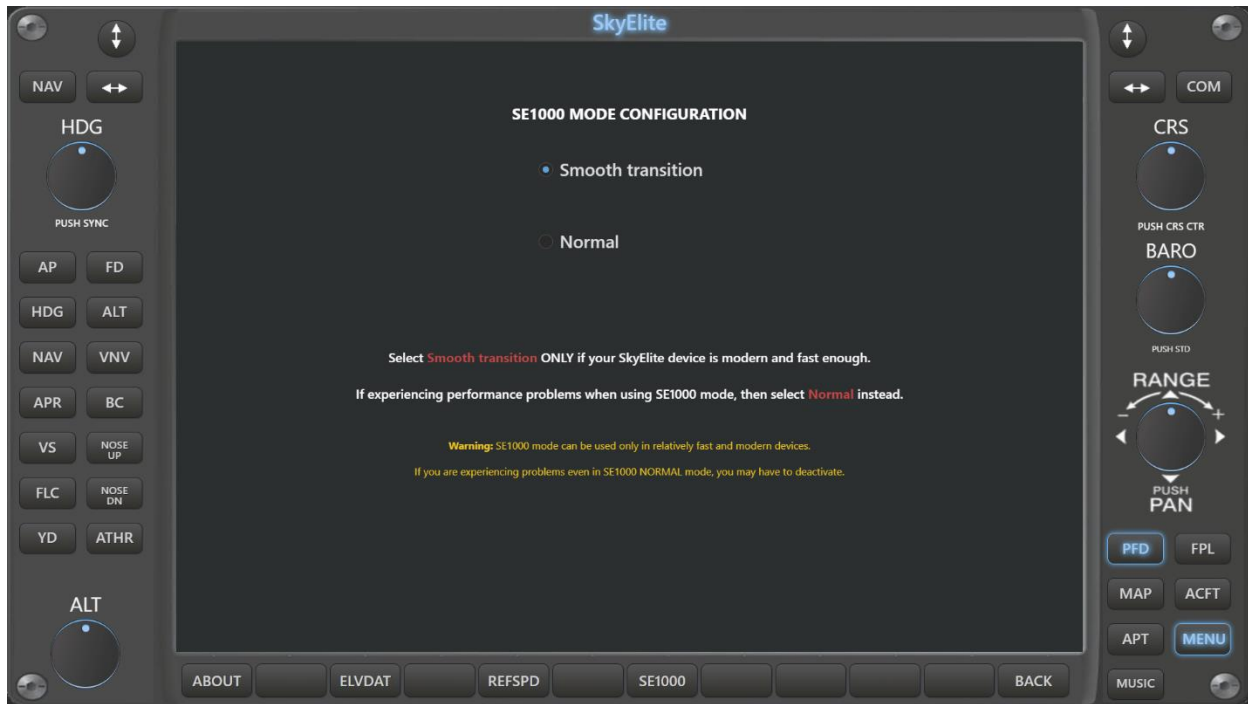 SkyElite
NAV
HDG
PUSH SYNC
AP FD
HDG ALT
NAV VNV
APR BC
VS NOSE UP
FLC NOSE DN
YD ATHR
ALT
SE1000 MODE CONFIGURATION
Smooth transition
Normal
Select Smooth transition ONLY if your SkyElite device is modern and fast enough.
If experiencing performance problems when using SE1000 mode, then select Normal instead.
Warning: SE1000 mode can be used only in relatively fast and modern devices.
If you are experiencing problems even in SE1000 NORMAL mode, you may have to deactivate.
ABOUT ELVDAT REFSPD SE1000 BACK
COM
CRS
PUSH CRS CTR
BARO
PUSH STD
RANGE
- +
PUSH
PAN
PFD FPL
MAP ACFT
APT MENU
MUSIC